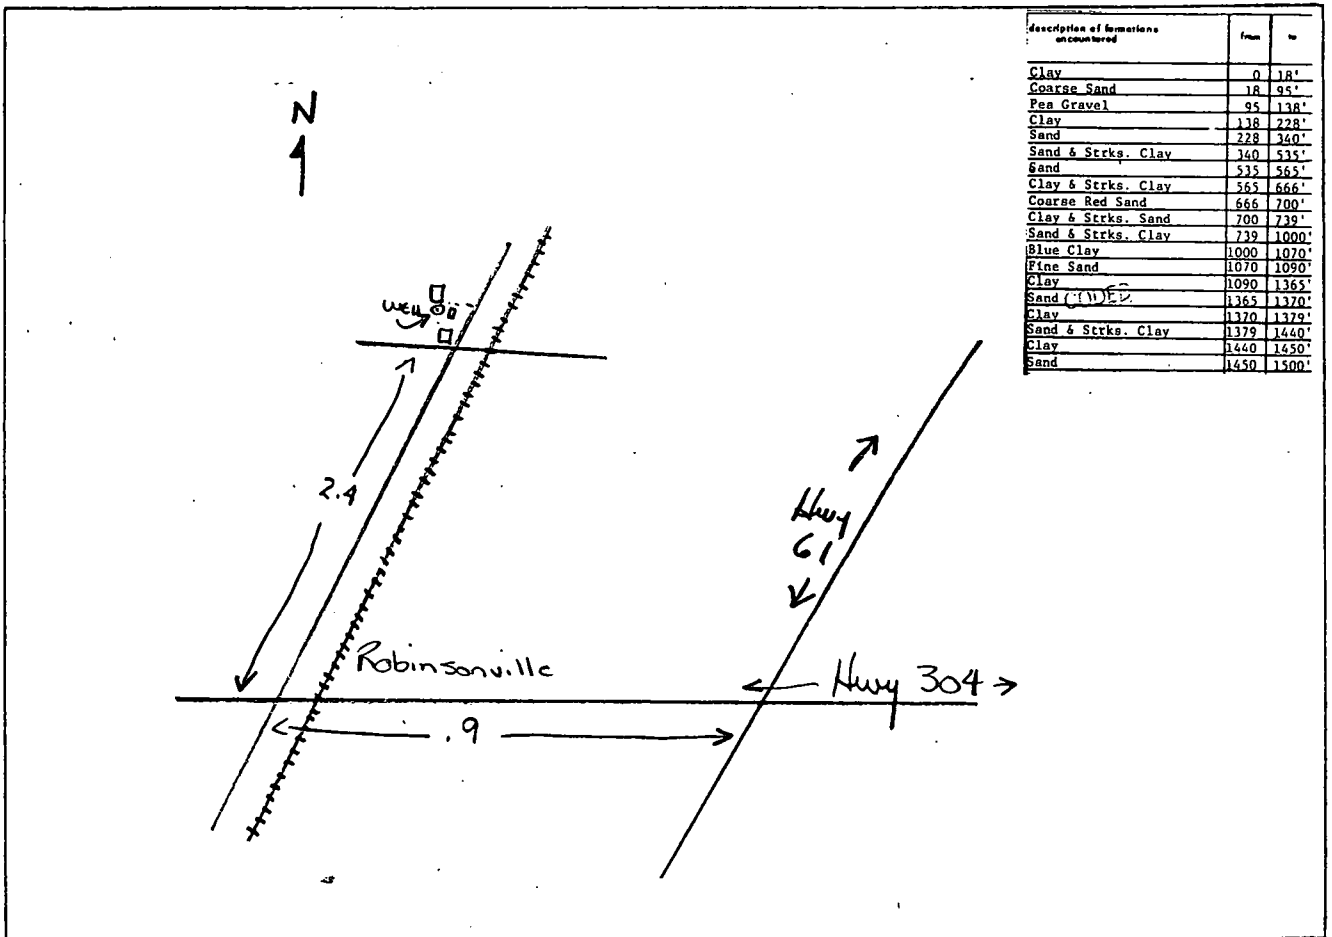 description of formations encountered from to
Clay 0 18'
Coarse Sand 18 95'
Pea Gravel 95 138'
Clay 138 228'
Sand 228 340'
Sand & Strks. Clay 340 535'
Sand 535 565'
Clay & Strks. Clay 565 666'
Coarse Red Sand 666 700'
Clay & Strks. Sand 700 739'
Sand & Strks. Clay 739 1000'
Blue Clay 1000 1070'
Fine Sand 1070 1090'
Clay 1090 1365'
Sand 1365 1370'
Clay 1370 1379'
Sand & Strks. Clay 1379 1440'
Clay 1440 1450'
Sand 1450 1500'
N
Well
2.4
Hwy
61
Robinsonville
Hwy 304
.9